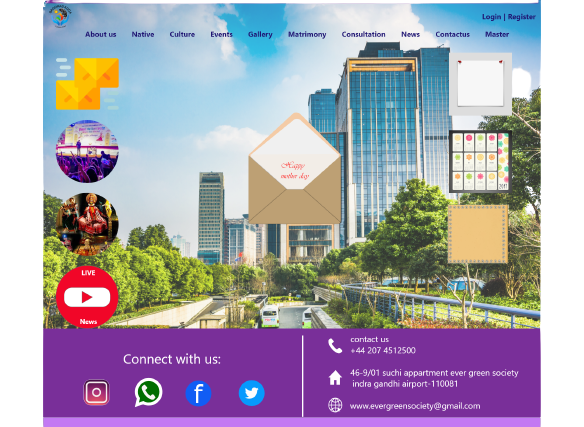 Login | Register
About us Native Culture Events Gallery Matrimony Consultation News Contactus Master
Happy
mother day
2017
LIVE
News
Connect with us:
contact us
+44 207 4512500
46-9/01 suchi appartment ever green society
indra gandhi airport-110081
www.evergreensociety@gmail.com